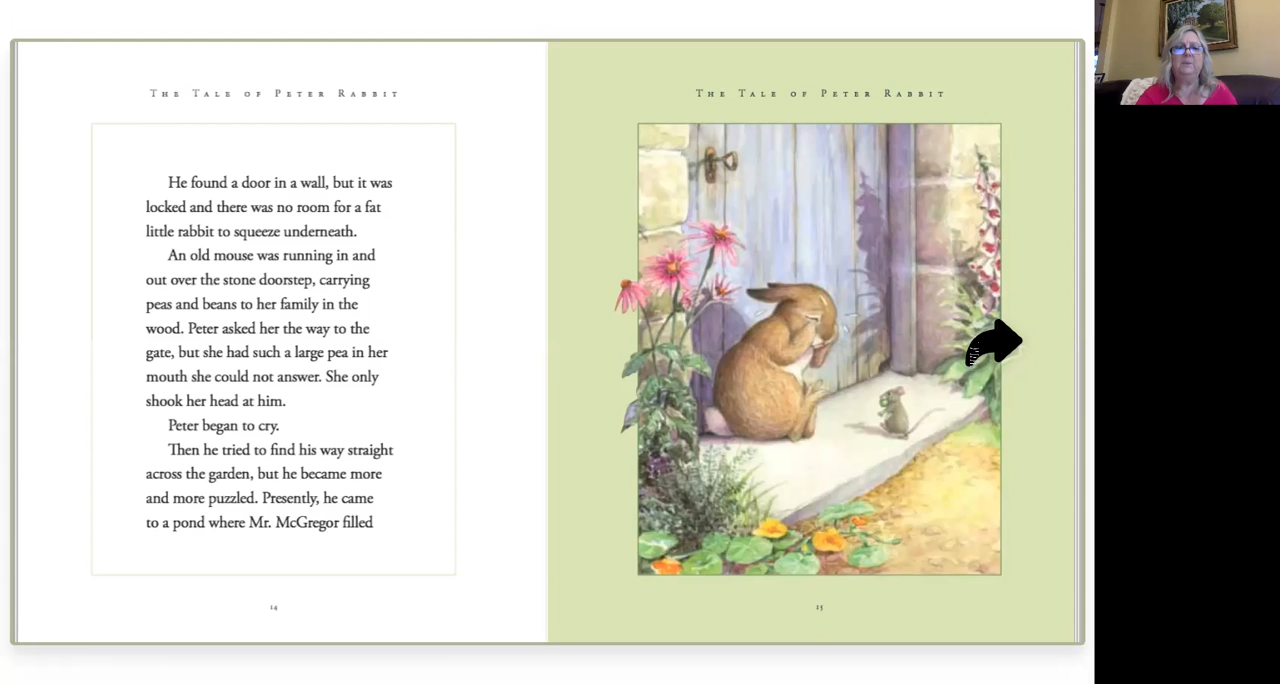 The Tale of Peter Rabbit
He found a door in a wall, but it was
locked and there was no room for a fat
little rabbit to squeeze underneath.
An old mouse was running in and
out over the stone doorstep, carrying
peas and beans to her family in the
wood. Peter asked her the way to the
gate, but she had such a large pea in her
mouth she could not answer. She only
shook her head at him.
Peter began to cry.
Then he tried to find his way straight
across the garden, but he became more
and more puzzled. Presently, he came
to a pond where Mr. McGregor filled
14
The Tale of Peter Rabbit
15